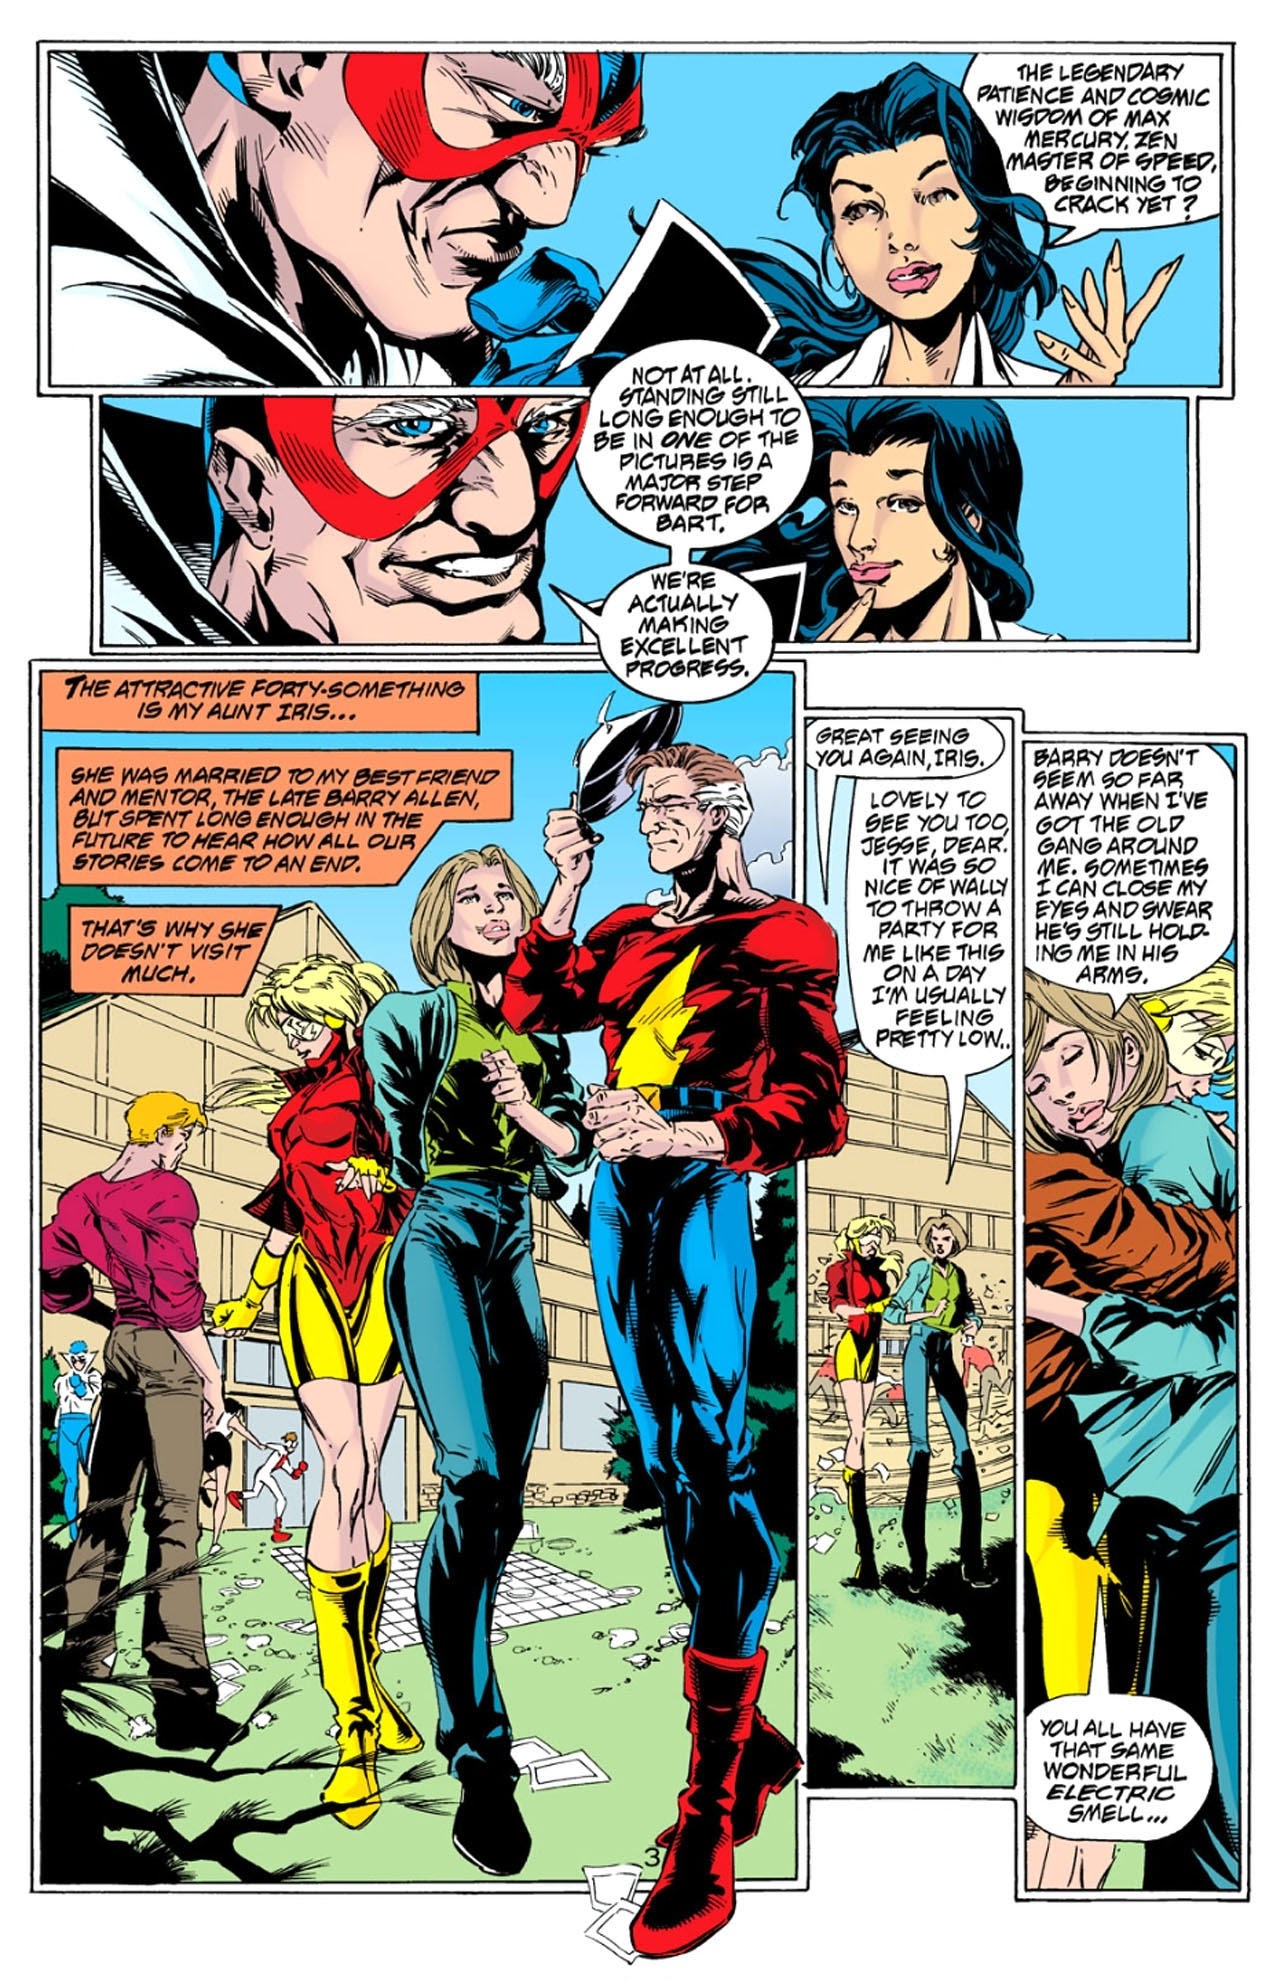 THE LEGENDARY
PATIENCE AND COSMIC
WISDOM OF MAX
MERCURY, ZEN
MASTER OF SPEED,
BEGINNING TO
CRACK YET?
NOT AT ALL.
STANDING STILL
LONG ENOUGH TO
BE IN ONE OF THE
PICTURES IS A
MAJOR STEP
FORWARD FOR
BART.
WE'RE
ACTUALLY
MAKING
EXCELLENT
PROGRESS.
THE ATTRACTIVE FORTY-SOMETHING
IS MY AUNT IRIS...
SHE WAS MARRIED TO MY BEST FRIEND
AND MENTOR, THE LATE BARRY ALLEN,
BUT SPENT LONG ENOUGH IN THE
FUTURE TO HEAR HOW ALL OUR
STORIES COME TO AN END.
THAT'S WHY SHE
DOESN'T VISIT
MUCH.
GREAT SEEING
YOU AGAIN, IRIS.
LOVELY TO
SEE YOU TOO,
JESSE, DEAR.
IT WAS SO
NICE OF WALLY
TO THROW A
PARTY FOR
ME LIKE THIS
ON A DAY
I'M USUALLY
FEELING
PRETTY LOW..
BARRY DOESN'T
SEEM SO FAR
AWAY WHEN I'VE
GOT THE OLD
GANG AROUND
ME. SOMETIMES
I CAN CLOSE MY
EYES AND SWEAR
HE'S STILL HOLD-
ING ME IN HIS
ARMS.
YOU ALL HAVE
THAT SAME
WONDERFUL
ELECTRIC
SMELL...
3